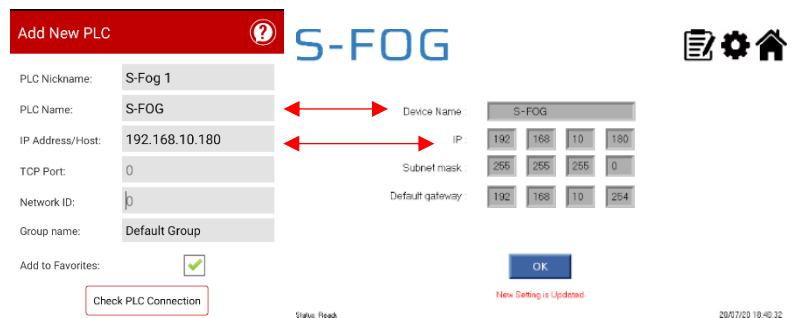 Add New PLC
?
PLC Nickname: S-Fog 1
PLC Name: S-FOG
IP Address/Host: 192.168.10.180
TCP Port: 0
Network ID: 0
Group name: Default Group
Add to Favorites:
Check PLC Connection
S-FOG
Device Name : S-FOG
IP : 192 168 10 180
Subnet mask : 255 255 255 0
Default gateway : 192 168 10 254
OK
New Setting is Updated.
Status: Ready
28/07/20 18:40:32